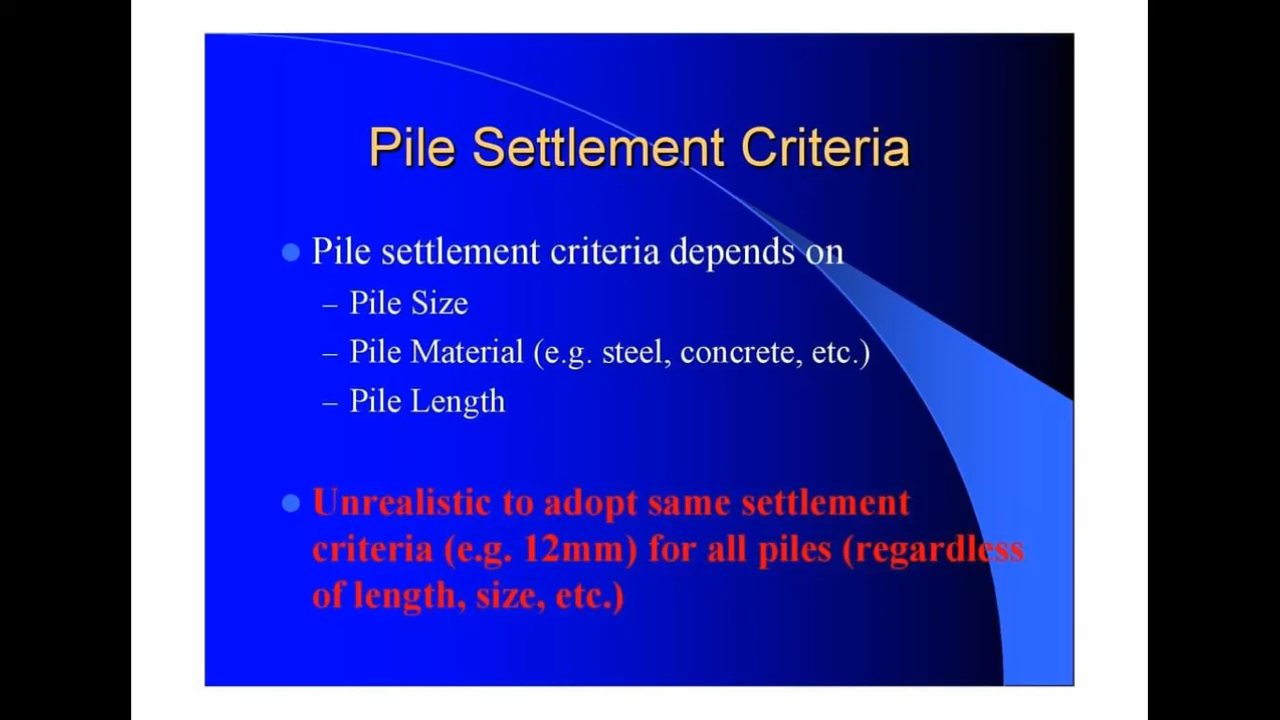 Pile Settlement Criteria
Pile settlement criteria depends on
– Pile Size
– Pile Material (e.g. steel, concrete, etc.)
– Pile Length
Unrealistic to adopt same settlement
criteria (e.g. 12mm) for all piles (regardless
of length, size, etc.)